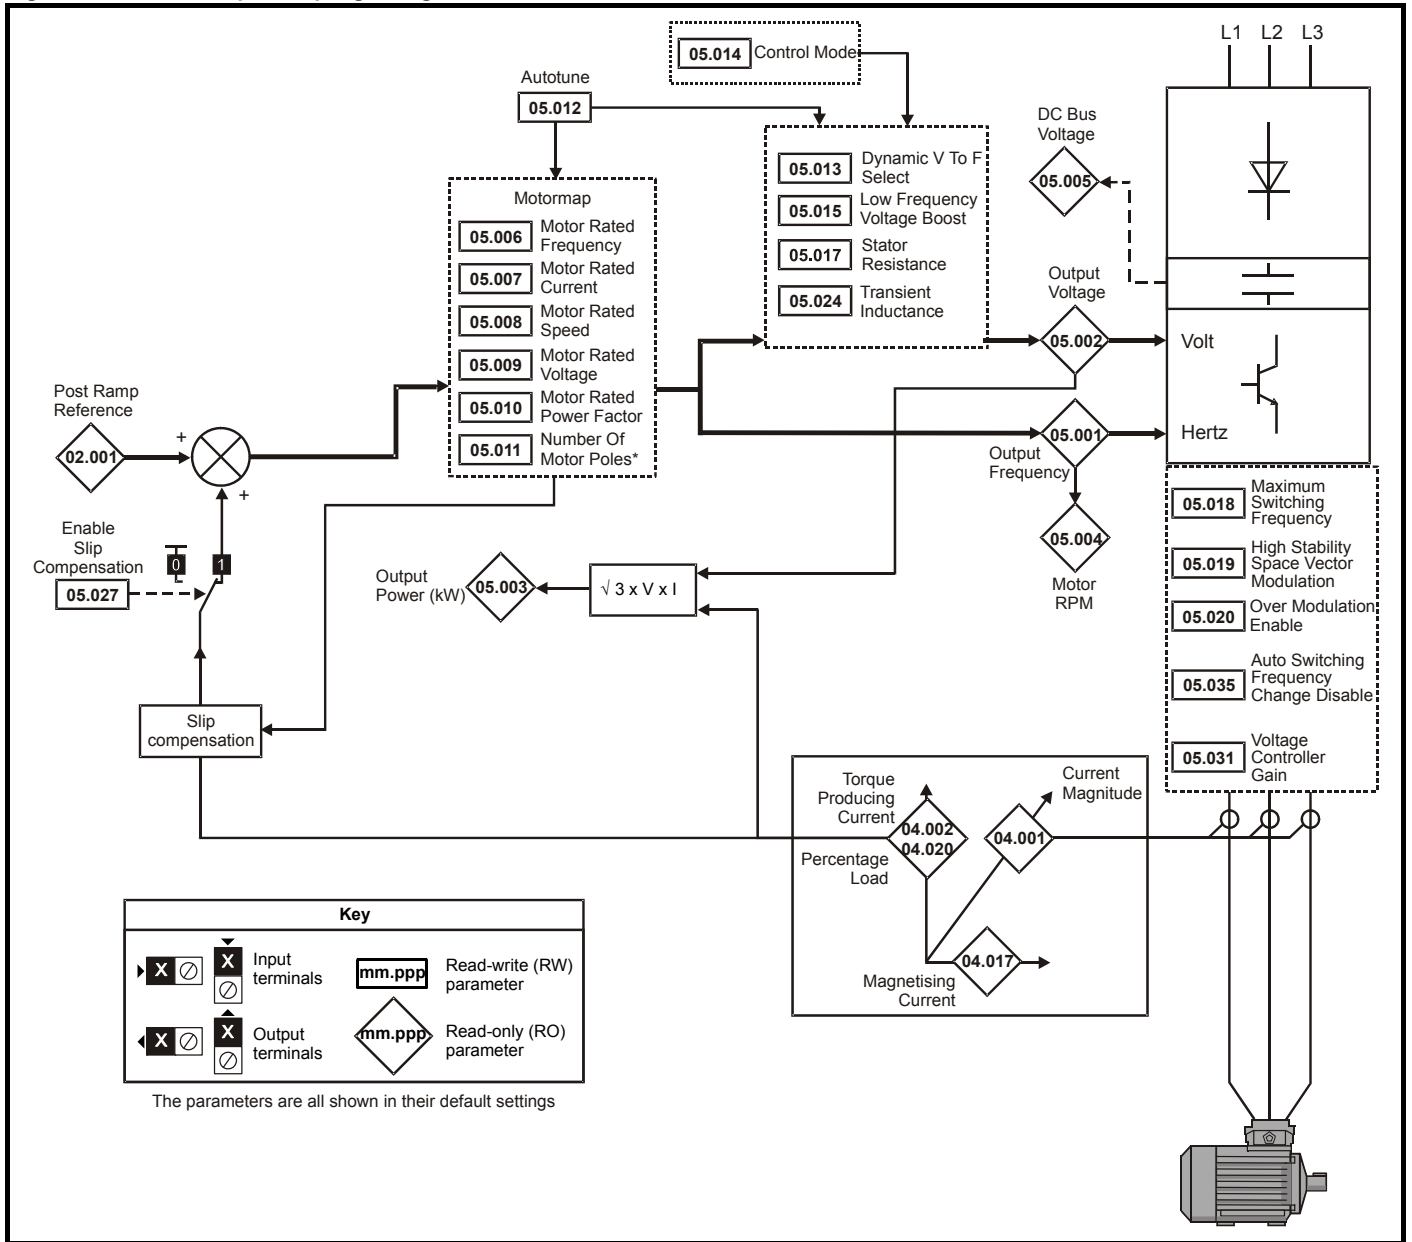 L1 L2 L3
05.014 Control Mode
Autotune
05.012
DC Bus
Voltage
05.005
Motormap
05.006 Motor Rated
Frequency
05.007 Motor Rated
Current
05.008 Motor Rated
Speed
05.009 Motor Rated
Voltage
05.010 Motor Rated
Power Factor
05.011 Number Of
Motor Poles*
05.013 Dynamic V To F
Select
05.015 Low Frequency
Voltage Boost
05.017 Stator
Resistance
05.024 Transient
Inductance
Output
Voltage
05.002
Volt
05.001
Hertz
Output
Frequency
05.004
Motor
RPM
Post Ramp
Reference
02.001
+
+
Enable
Slip
Compensation
05.027
0
1
Output
Power (kW)
05.003
√ 3 x V x I
Slip
compensation
05.018 Maximum
Switching
Frequency
05.019 High Stability
Space Vector
Modulation
05.020 Over Modulation
Enable
05.035 Auto Switching
Frequency
Change Disable
05.031 Voltage
Controller
Gain
Torque
Producing
Current
04.002
04.020
Percentage
Load
Current
Magnitude
04.001
04.017
Magnetising
Current
Key
X X Input
terminals
mm.ppp Read-write (RW)
parameter
X X Output
terminals
mm.ppp Read-only (RO)
parameter
The parameters are all shown in their default settings